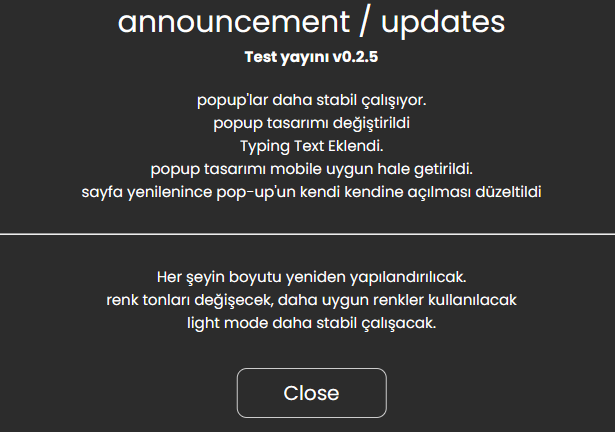 announcement / updates
Test yayını v0.2.5
popup'lar daha stabil çalışıyor.
popup tasarımı değiştirildi
Typing Text Eklendi.
popup tasarımı mobile uygun hale getirildi.
sayfa yenilenince pop-up'un kendi kendine açılması düzeltildi
Her şeyin boyutu yeniden yapılandırılıcak.
renk tonları değişecek, daha uygun renkler kullanılacak
light mode daha stabil çalışacak.
Close